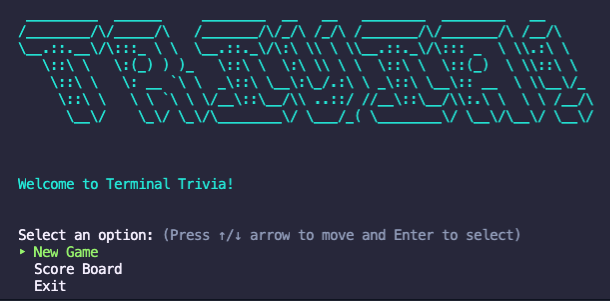 TRIVIA!
Welcome to Terminal Trivia!
Select an option: (Press ↑/↓ arrow to move and Enter to select)
▸ New Game
Score Board
Exit